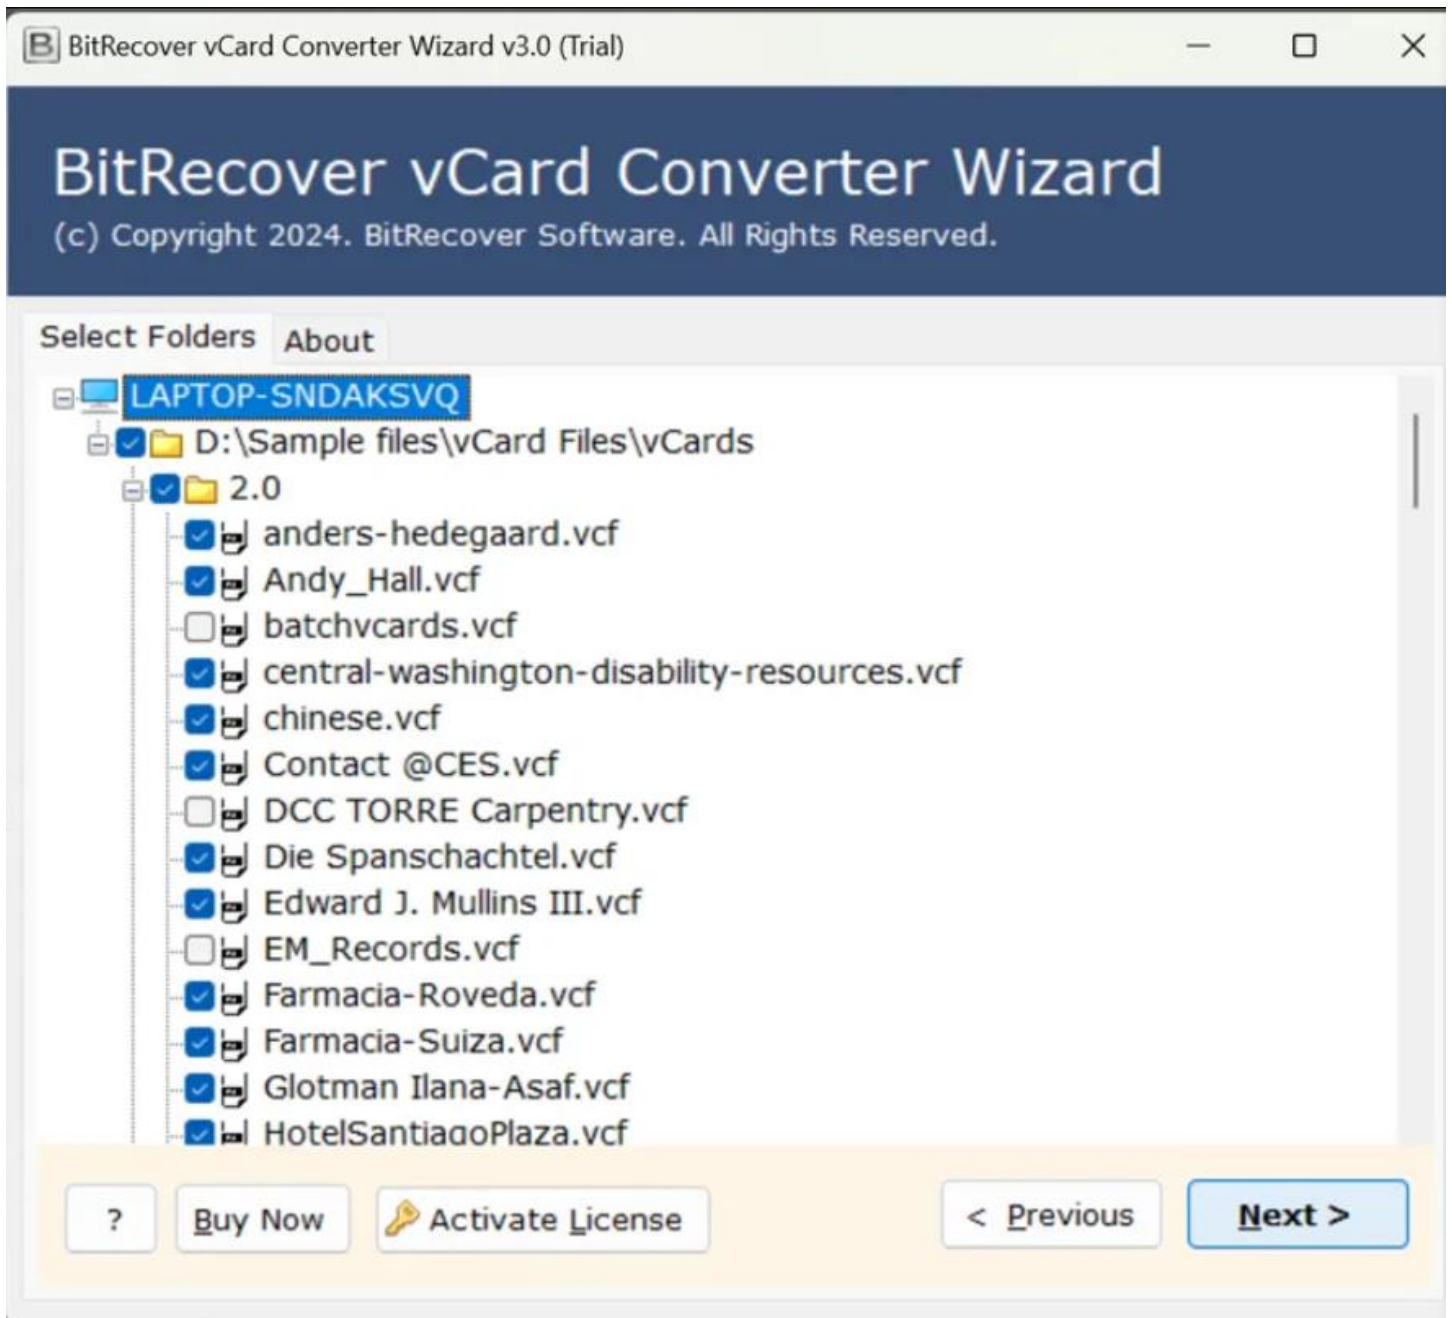 BitRecover vCard Converter Wizard v3.0 (Trial)
BitRecover vCard Converter Wizard
(c) Copyright 2024. BitRecover Software. All Rights Reserved.
Select Folders About
LAPTOP-SNDAKSVQ
D:\Sample files\vCard Files\vCards
2.0
anders-hedegaard.vcf
Andy_Hall.vcf
batchvcards.vcf
central-washington-disability-resources.vcf
chinese.vcf
Contact @CES.vcf
DCC TORRE Carpentry.vcf
Die Spanschachtel.vcf
Edward J. Mullins III.vcf
EM_Records.vcf
Farmacia-Roveda.vcf
Farmacia-Suiza.vcf
Glotman Ilana-Asaf.vcf
HotelSantiagoPlaza.vcf
? Buy Now Activate License < Previous Next >